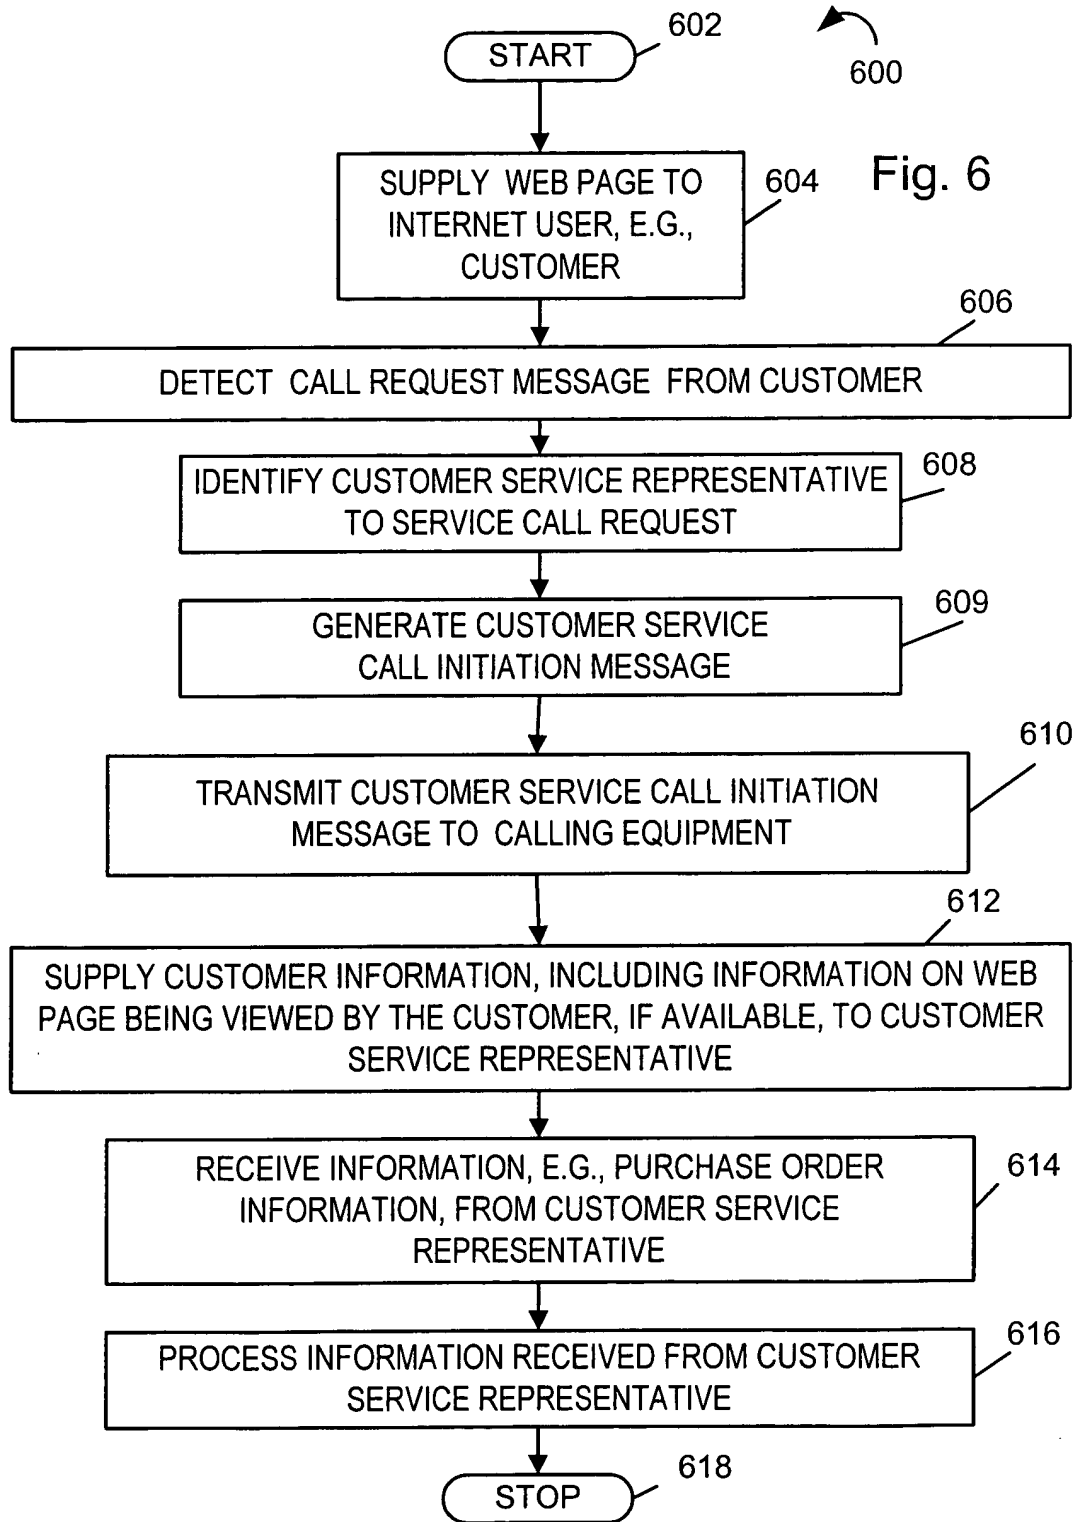 602
START
600
Fig. 6
604
SUPPLY WEB PAGE TO
INTERNET USER, E.G.,
CUSTOMER
606
DETECT CALL REQUEST MESSAGE FROM CUSTOMER
608
IDENTIFY CUSTOMER SERVICE REPRESENTATIVE
TO SERVICE CALL REQUEST
609
GENERATE CUSTOMER SERVICE
CALL INITIATION MESSAGE
610
TRANSMIT CUSTOMER SERVICE CALL INITIATION
MESSAGE TO CALLING EQUIPMENT
612
SUPPLY CUSTOMER INFORMATION, INCLUDING INFORMATION ON WEB
PAGE BEING VIEWED BY THE CUSTOMER, IF AVAILABLE, TO CUSTOMER
SERVICE REPRESENTATIVE
614
RECEIVE INFORMATION, E.G., PURCHASE ORDER
INFORMATION, FROM CUSTOMER SERVICE
REPRESENTATIVE
616
PROCESS INFORMATION RECEIVED FROM CUSTOMER
SERVICE REPRESENTATIVE
618
STOP